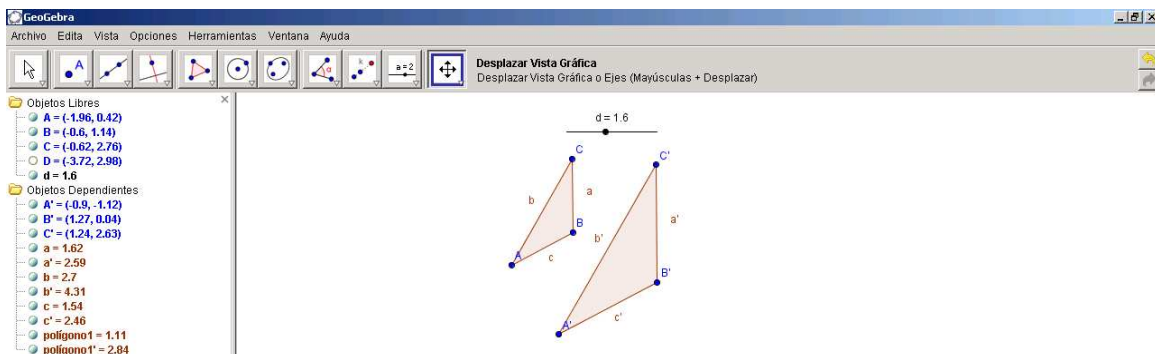 GeoGebra
Archivo Edita Vista Opciones Herramientas Ventana Ayuda
A
k
α
a=2
Desplazar Vista Gráfica
Desplazar Vista Gráfica o Ejes (Mayúsculas + Desplazar)
Objetos Libres
A = (-1.96, 0.42)
B = (-0.6, 1.14)
C = (-0.62, 2.76)
D = (-3.72, 2.98)
d = 1.6
Objetos Dependientes
A' = (-0.9, -1.12)
B' = (1.27, 0.04)
C' = (1.24, 2.63)
a = 1.62
a' = 2.59
b = 2.7
b' = 4.31
c = 1.54
c' = 2.46
polígono1 = 1.11
polígono1' = 2.84
d = 1.6
C
C'
b
a
a'
B
b'
A
c
B'
c'
A'